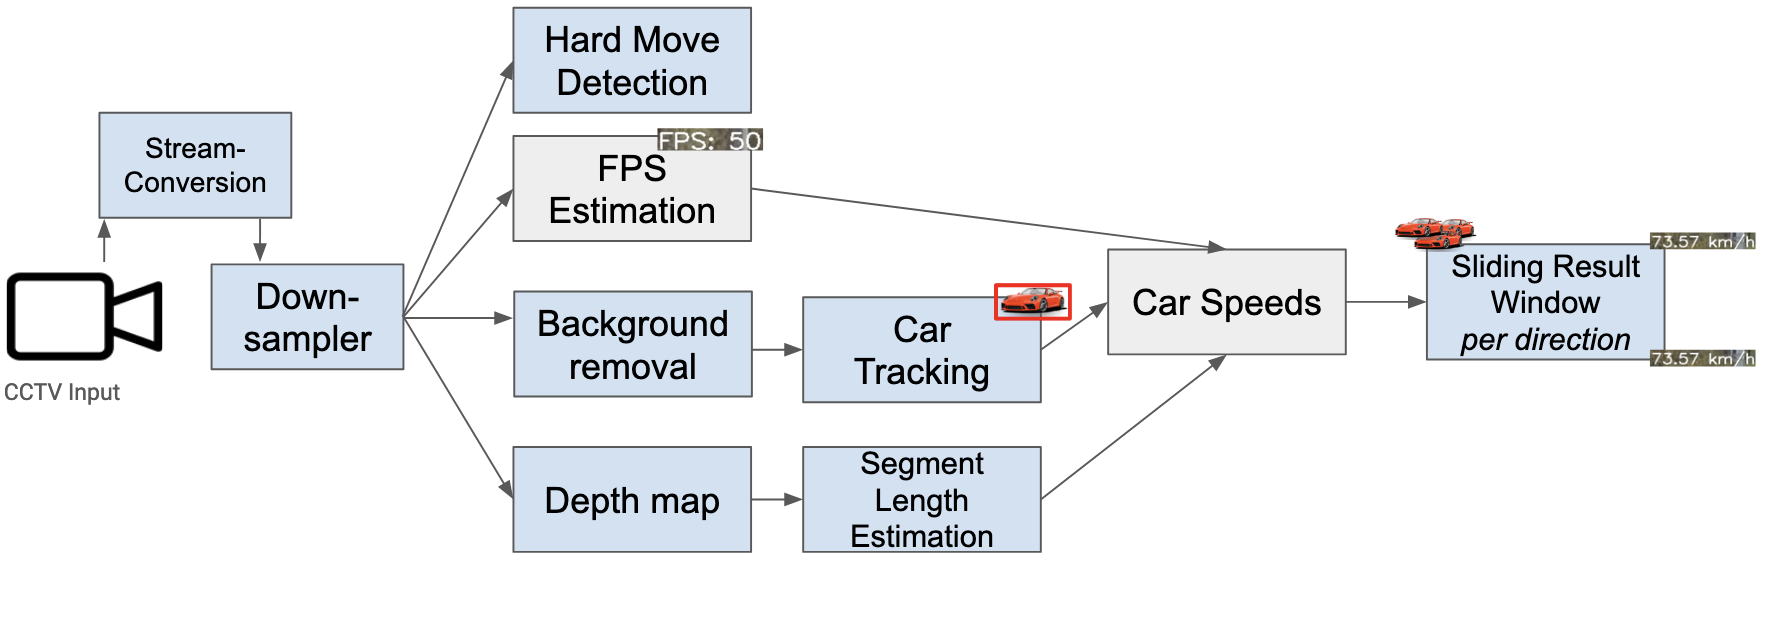 Hard Move
Detection
Stream-
Conversion
FPS: 50
FPS
Estimation
Down-
sampler
Background
removal
Car
Tracking
Car Speeds
73.57 km/h
Sliding Result
Window
per direction
73.57 km/h
CCTV Input
Depth map
Segment
Length
Estimation